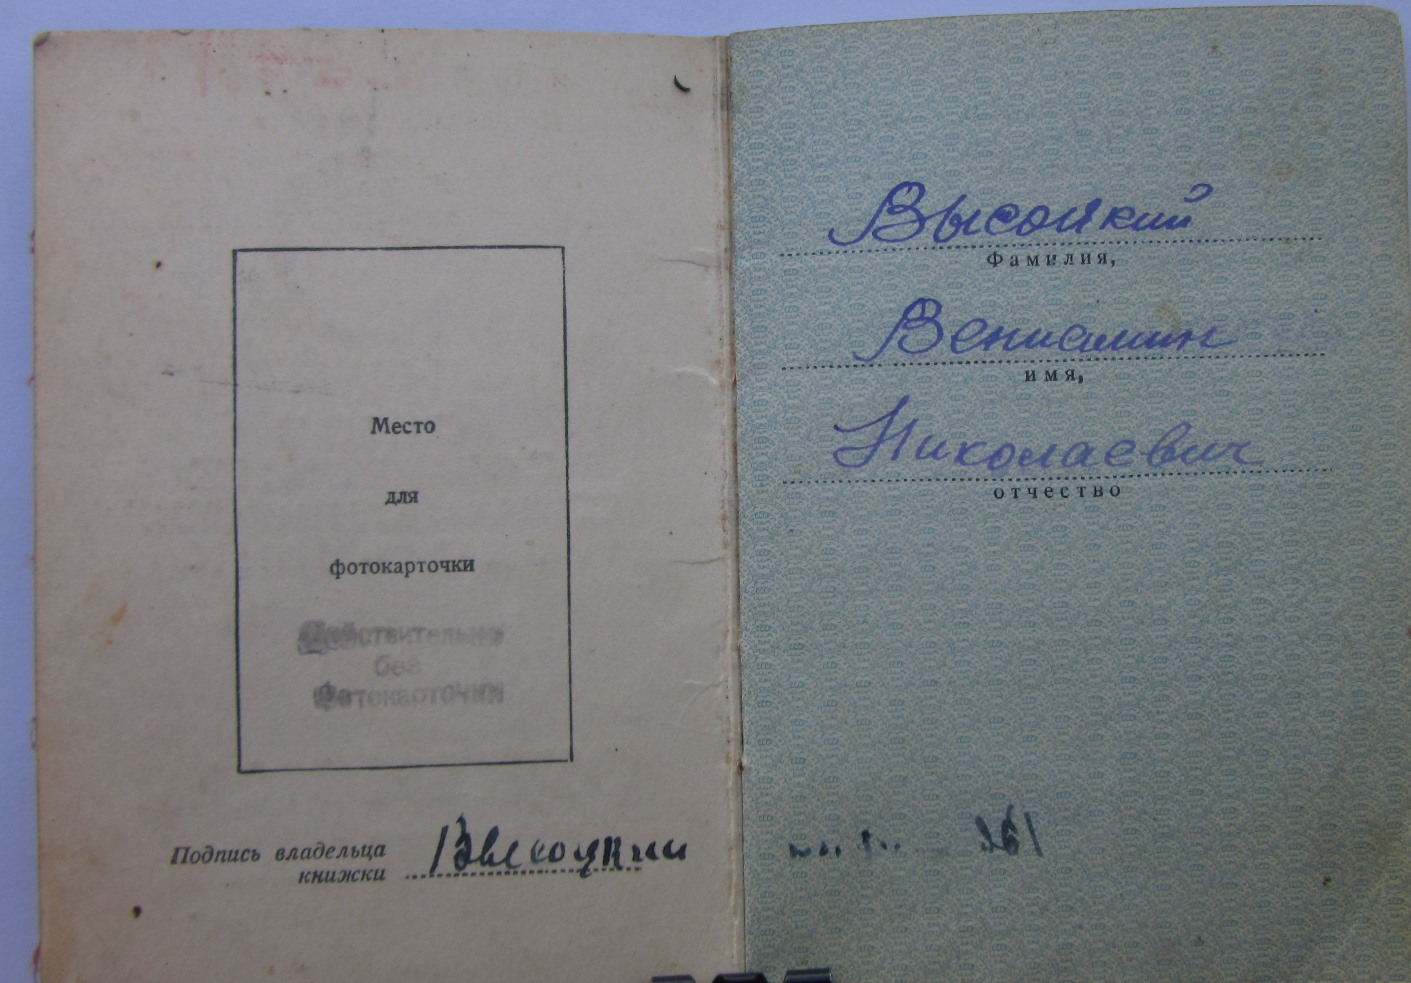 Место
для
фотокарточки
Действительно
без
Фотокарточки
Подпись владельца
книжки
Высоцкий
Высоцкий
Фамилия,
Вениамин
имя,
Николаевич
отчество